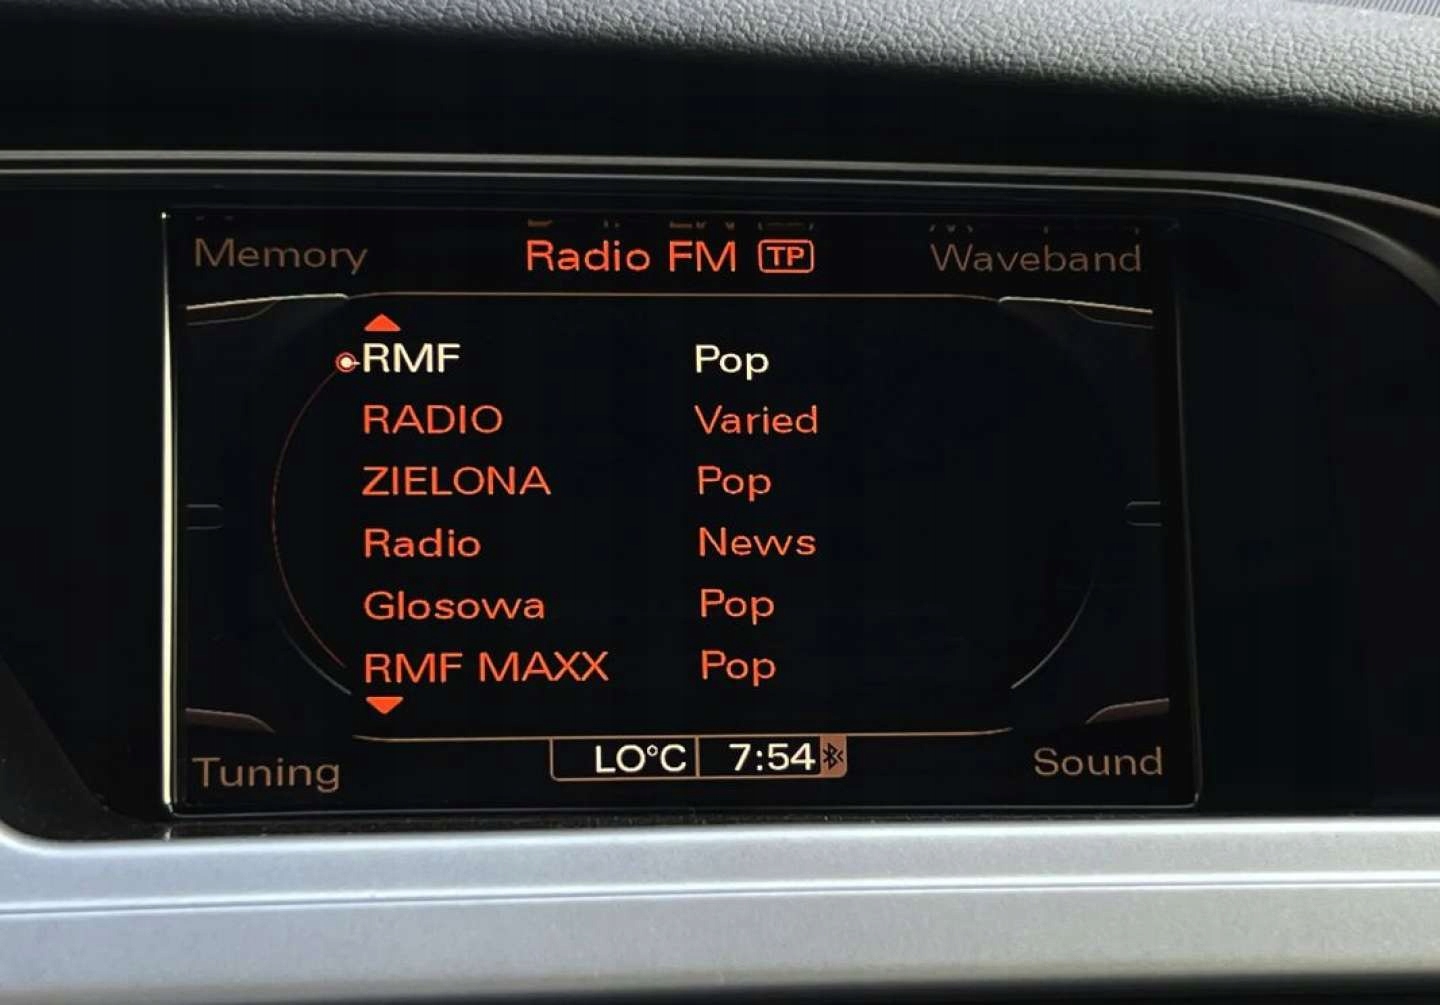 Memory Radio FM TP Waveband
RMF Pop
RADIO Varied
ZIELONA Pop
Radio News
Glosowa Pop
RMF MAXX Pop
Tuning LO°C 7:54 Sound